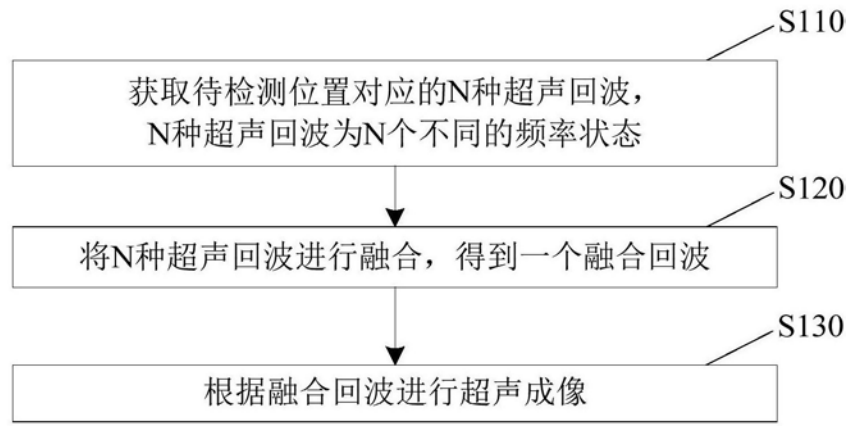 S110
获取待检测位置对应的N种超声回波，
N种超声回波为N个不同的频率状态
S120
将N种超声回波进行融合，得到一个融合回波
S130
根据融合回波进行超声成像